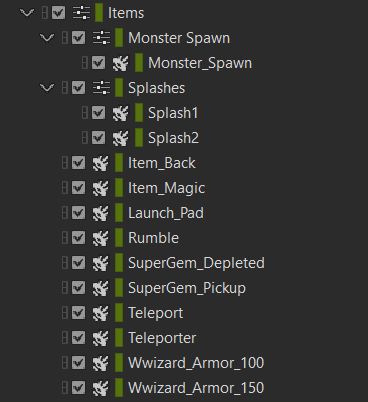 Items
Monster Spawn
Monster_Spawn
Splashes
Splash1
Splash2
Item_Back
Item_Magic
Launch_Pad
Rumble
SuperGem_Depleted
SuperGem_Pickup
Teleport
Teleporter
Wwizard_Armor_100
Wwizard_Armor_150